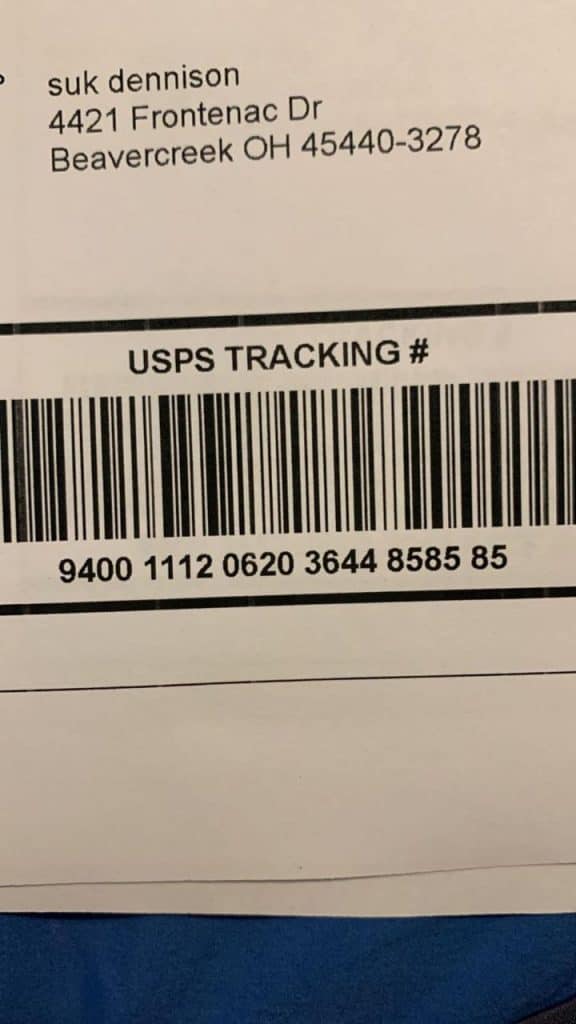 suk dennison
4421 Frontenac Dr
Beavercreek OH 45440-3278
USPS TRACKING #
9400 1112 0620 3644 8585 85